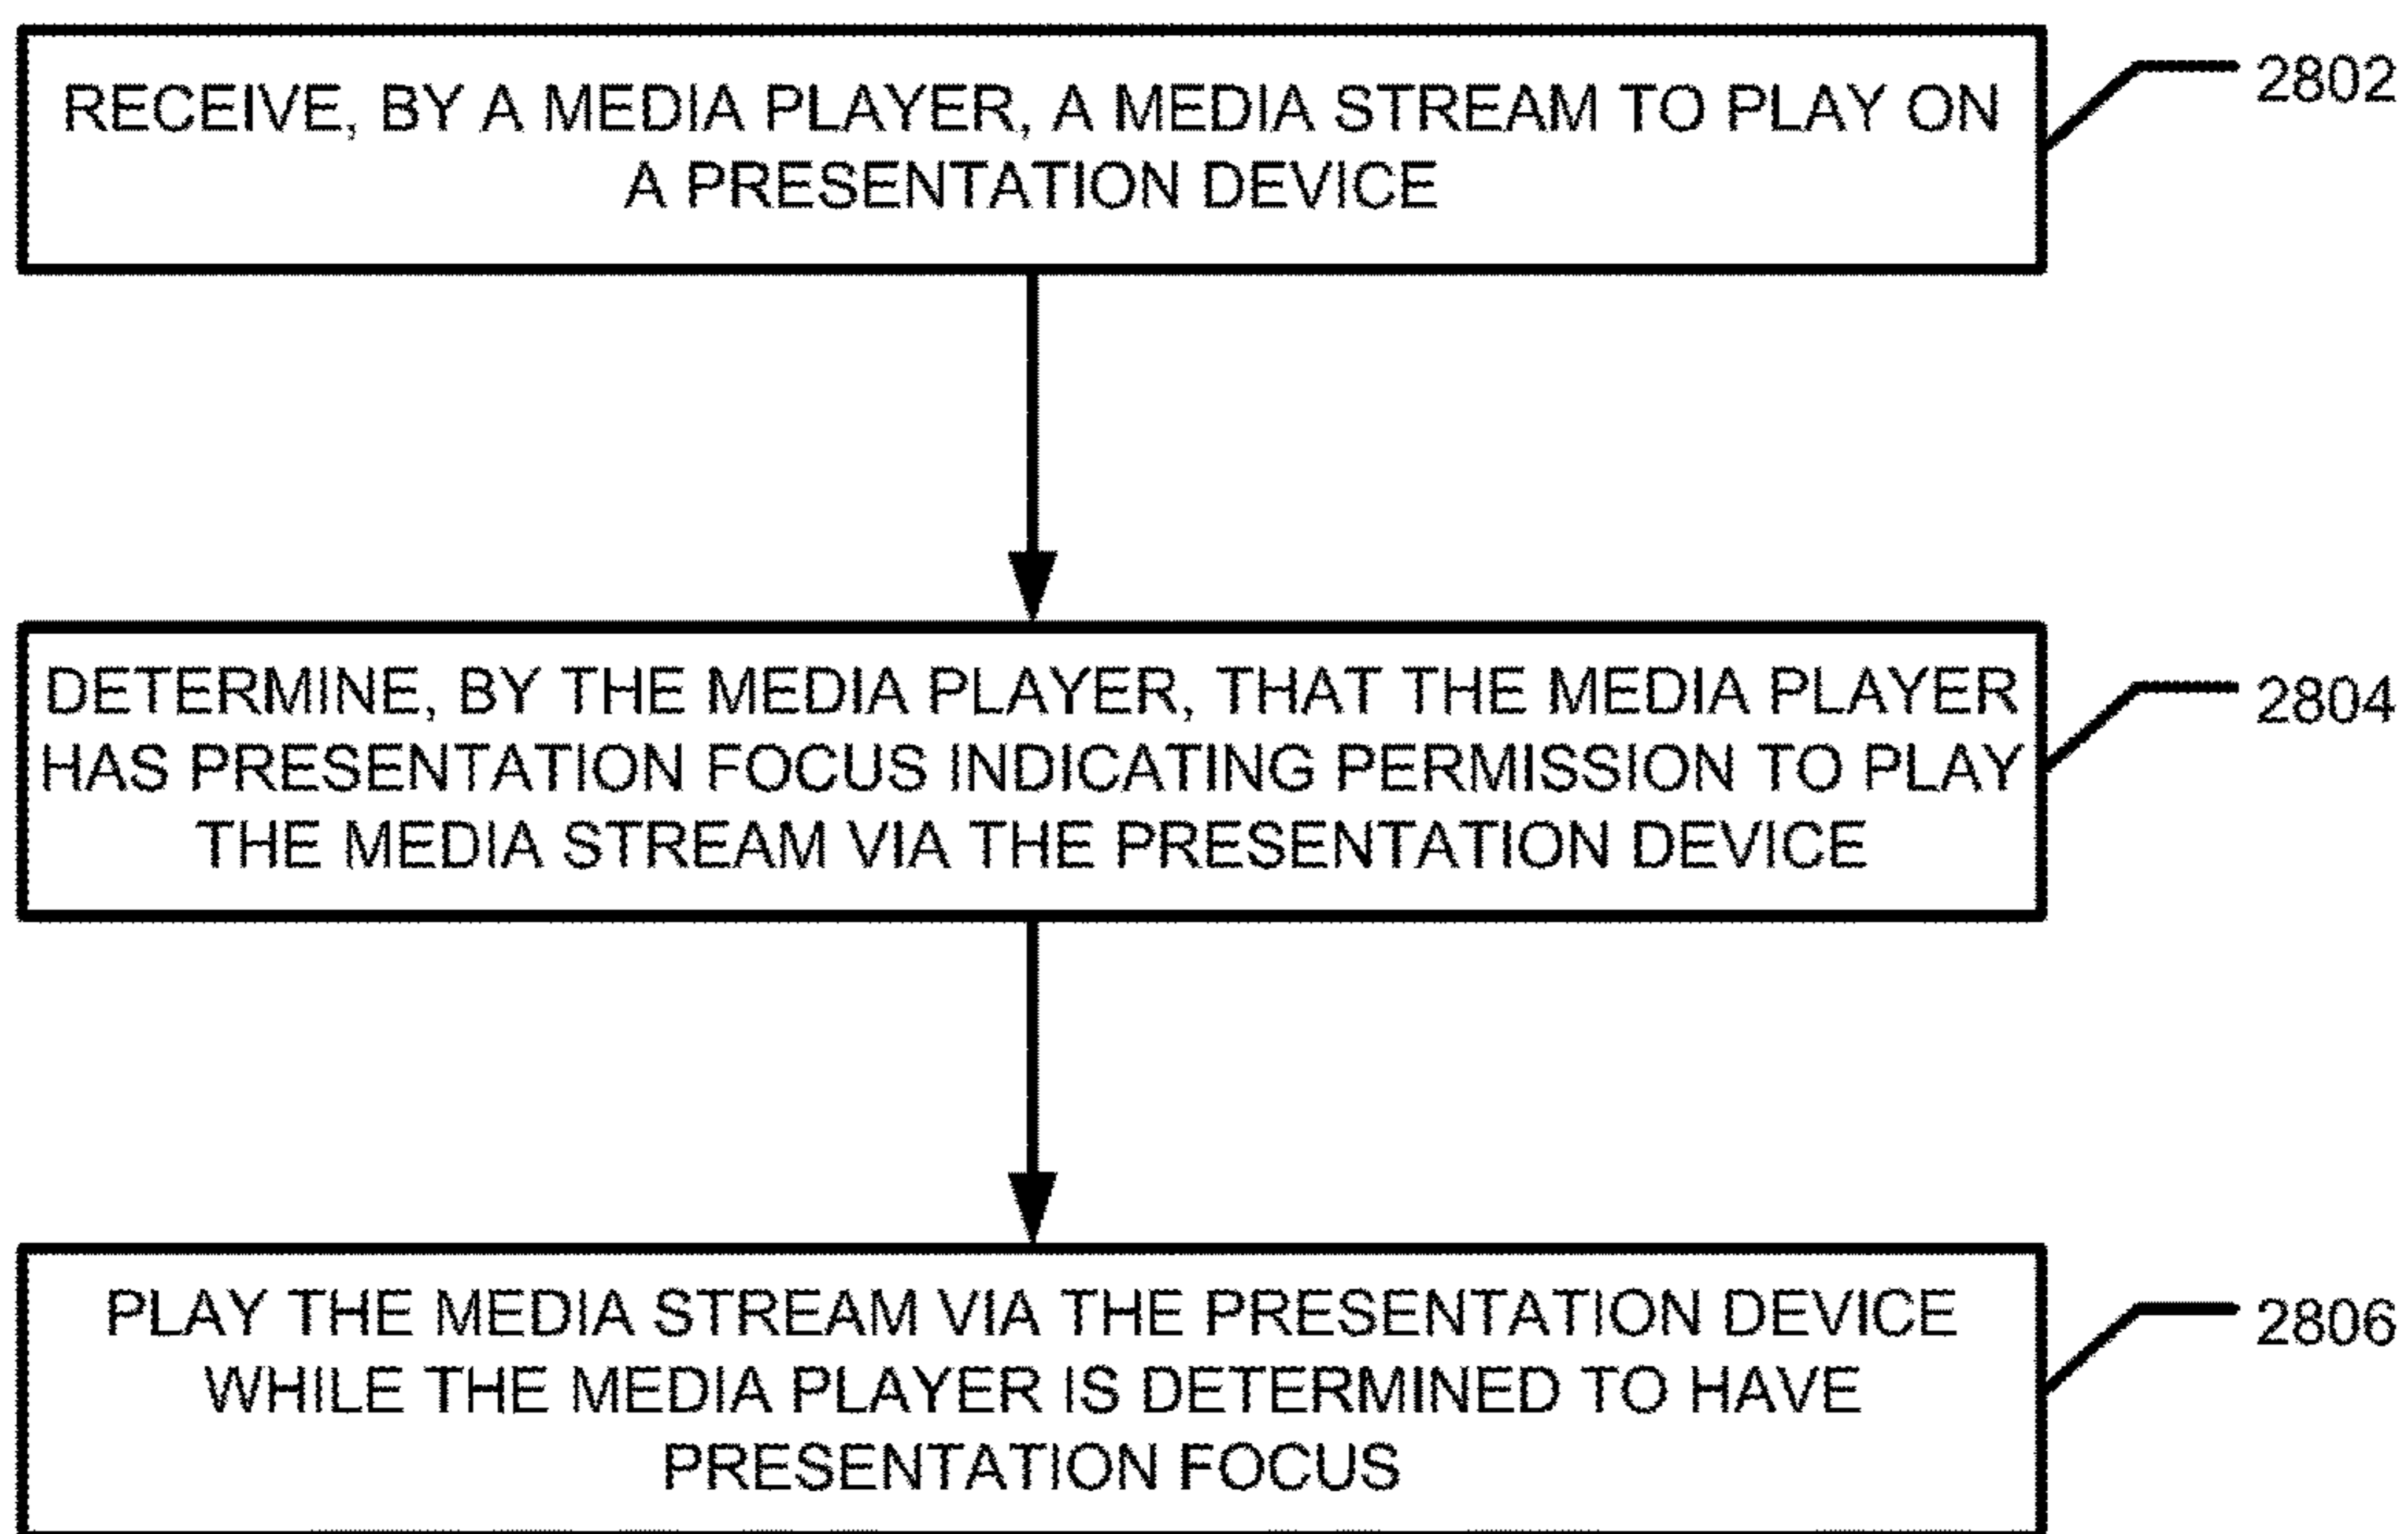 RECEIVE, BY A MEDIA PLAYER, A MEDIA STREAM TO PLAY ON
A PRESENTATION DEVICE
2802
DETERMINE, BY THE MEDIA PLAYER, THAT THE MEDIA PLAYER
HAS PRESENTATION FOCUS INDICATING PERMISSION TO PLAY
THE MEDIA STREAM VIA THE PRESENTATION DEVICE
2804
PLAY THE MEDIA STREAM VIA THE PRESENTATION DEVICE
WHILE THE MEDIA PLAYER IS DETERMINED TO HAVE
PRESENTATION FOCUS
2806